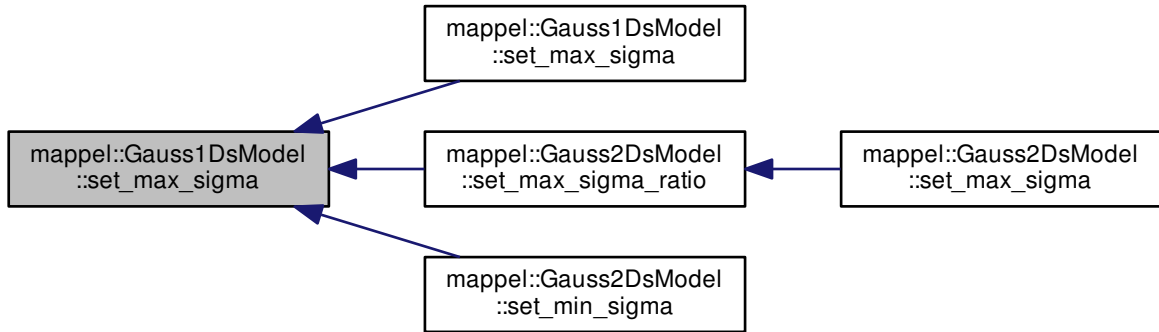 mappel::Gauss1DsModel
::set_max_sigma
mappel::Gauss1DsModel
::set_max_sigma
mappel::Gauss2DsModel
::set_max_sigma_ratio
mappel::Gauss2DsModel
::set_max_sigma
mappel::Gauss2DsModel
::set_min_sigma